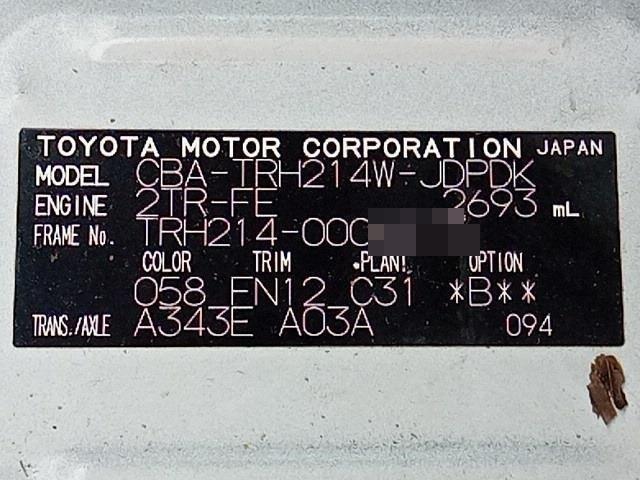 TOYOTA MOTOR CORPORATION JAPAN
MODEL CBA-TRH214W-JDPDK
ENGINE 2TR-FE 2693 mL
FRAME No. TRH214-000
COLOR TRIM PLANT OPTION
058 FN12 C31 *B**
TRANS./AXLE A343E A03A 094